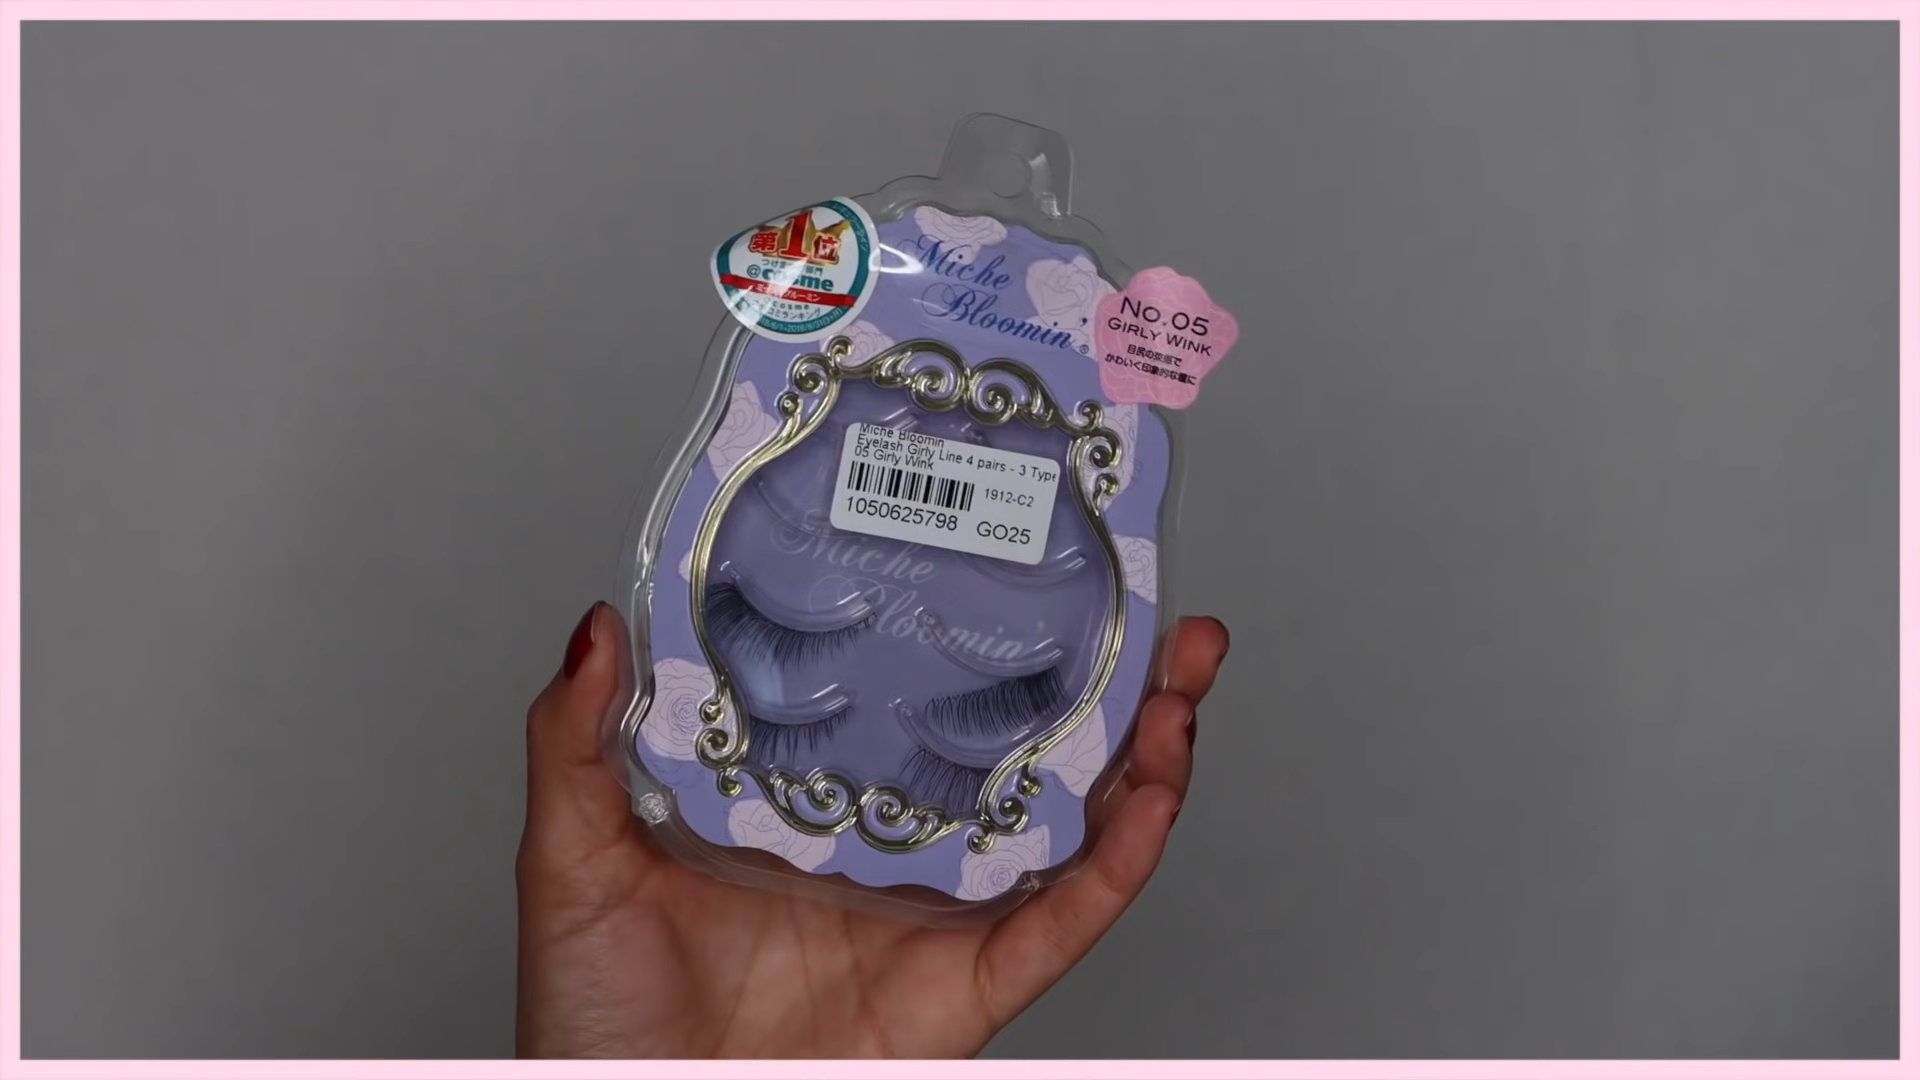 第1位
@cosme
Miche
Bloomin'®
No.05
GIRLY WINK
目尻の束感で
かわいく印象的な瞳に
Miche Bloomin
Eyelash Girly Line 4 pairs - 3 Type
05 Girly Wink
1912-C2
1050625798
GO25
Miche
Bloomin'